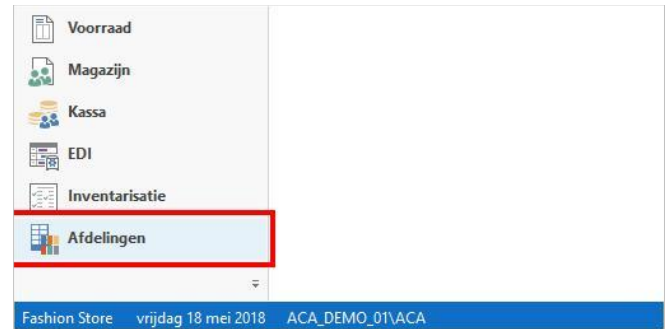 Voorraad
Magazijn
Kassa
EDI
Inventarisatie
Afdelingen
Fashion Store vrijdag 18 mei 2018 ACA_DEMO_01\ACA